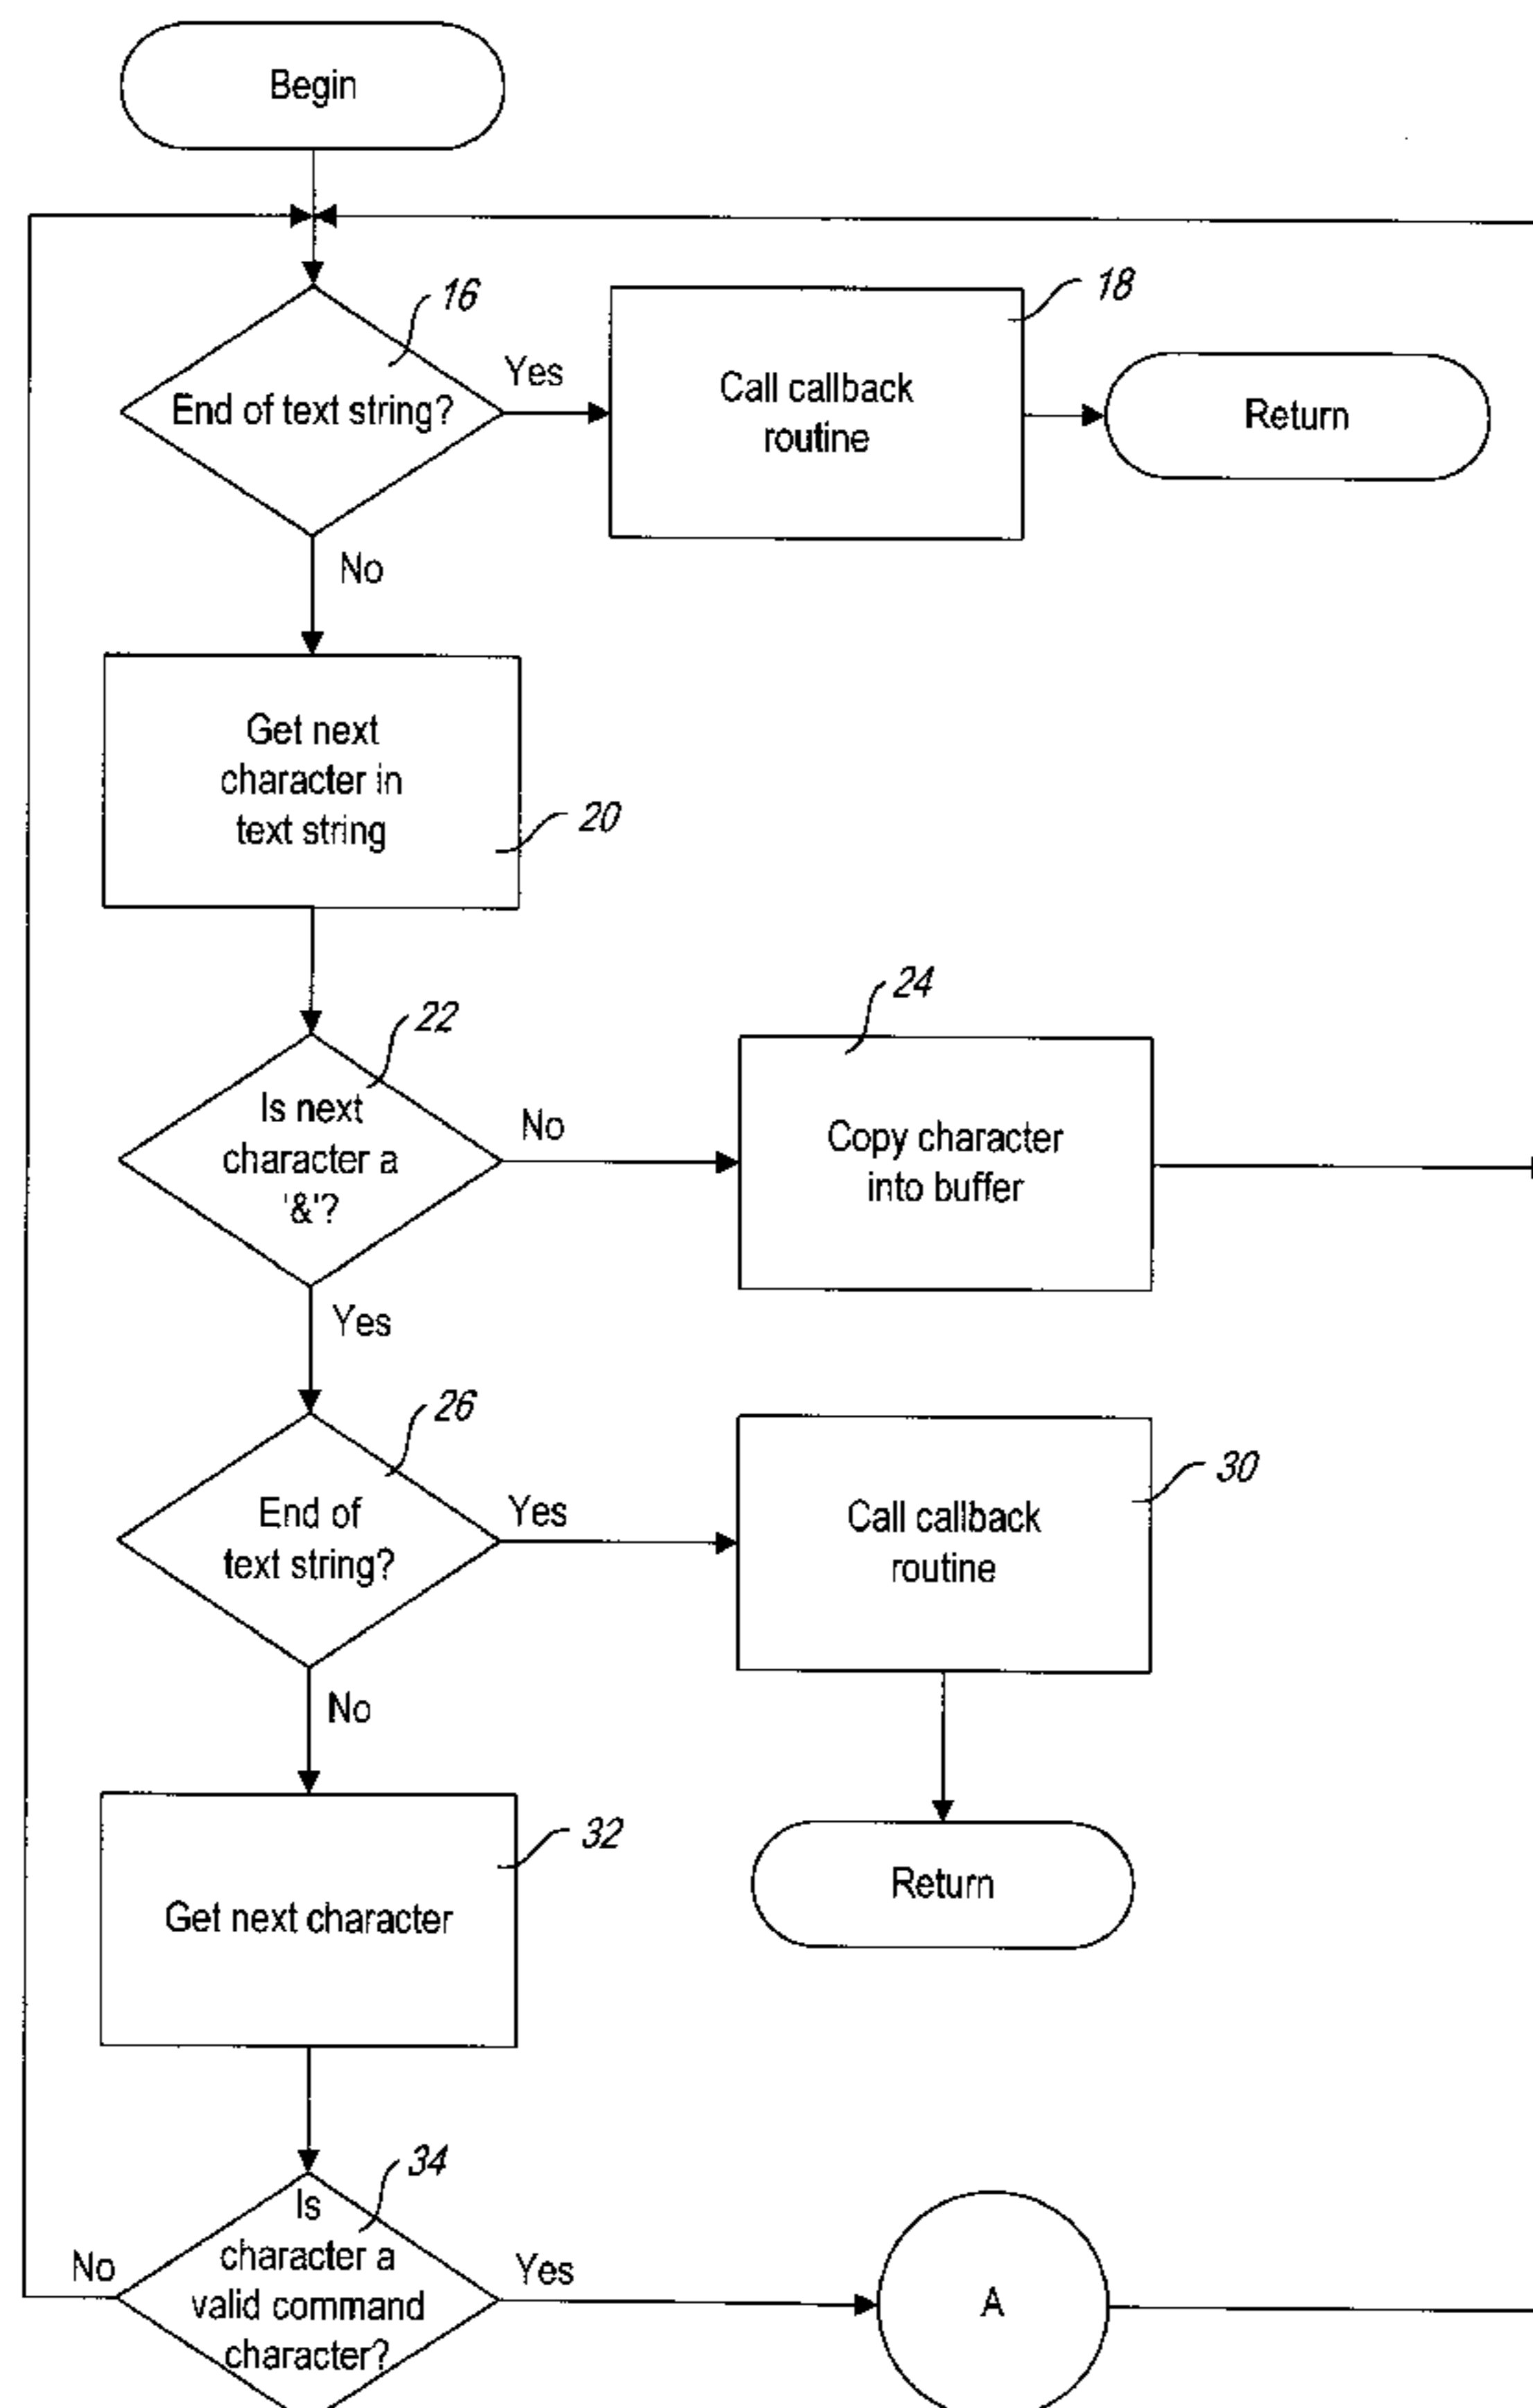 Begin
16
End of text string?
Yes
18
Call callback
routine
Return
No
Get next
character in
text string
20
22
Is next
character a
'&'?
No
24
Copy character
into buffer
Yes
26
End of
text string?
Yes
30
Call callback
routine
No
Return
32
Get next character
34
Is
character a
valid command
character?
No
Yes
A